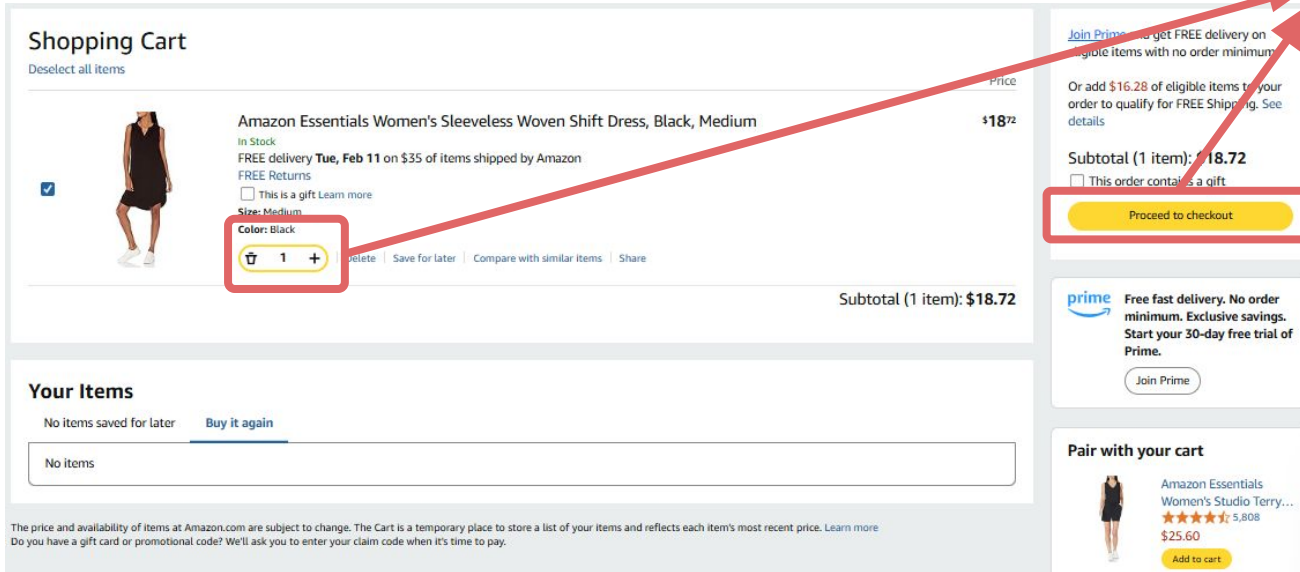 Shopping Cart
Deselect all items
Price
Amazon Essentials Women's Sleeveless Woven Shift Dress, Black, Medium
$1872
In Stock
FREE delivery Tue, Feb 11 on $35 of items shipped by Amazon
FREE Returns
This is a gift Learn more
Size: Medium
Color: Black
1 +
Delete | Save for later | Compare with similar items | Share
Subtotal (1 item): $18.72
Your Items
No items saved for later
Buy it again
No items
The price and availability of items at Amazon.com are subject to change. The Cart is a temporary place to store a list of your items and reflects each item's most recent price. Learn more
Do you have a gift card or promotional code? We'll ask you to enter your claim code when it's time to pay.
Join Prime and get FREE delivery on
eligible items with no order minimum
Or add $16.28 of eligible items to your
order to qualify for FREE Shipping. See
details
Subtotal (1 item): $18.72
This order contains a gift
Proceed to checkout
prime
Free fast delivery. No order
minimum. Exclusive savings.
Start your 30-day free trial of
Prime.
Join Prime
Pair with your cart
Amazon Essentials
Women's Studio Terry…
5,808
$25.60
Add to cart